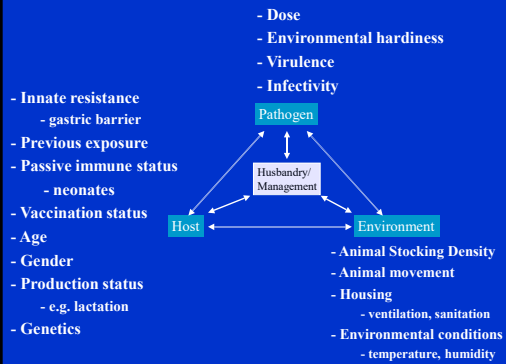 - Dose
- Environmental hardiness
- Virulence
- Infectivity
Pathogen
- Innate resistance
- gastric barrier
- Previous exposure
- Passive immune status
- neonates
- Vaccination status
- Age
- Gender
- Production status
- e.g. lactation
- Genetics
Husbandry/
Management
Host
Environment
- Animal Stocking Density
- Animal movement
- Housing
- ventilation, sanitation
- Environmental conditions
- temperature, humidity